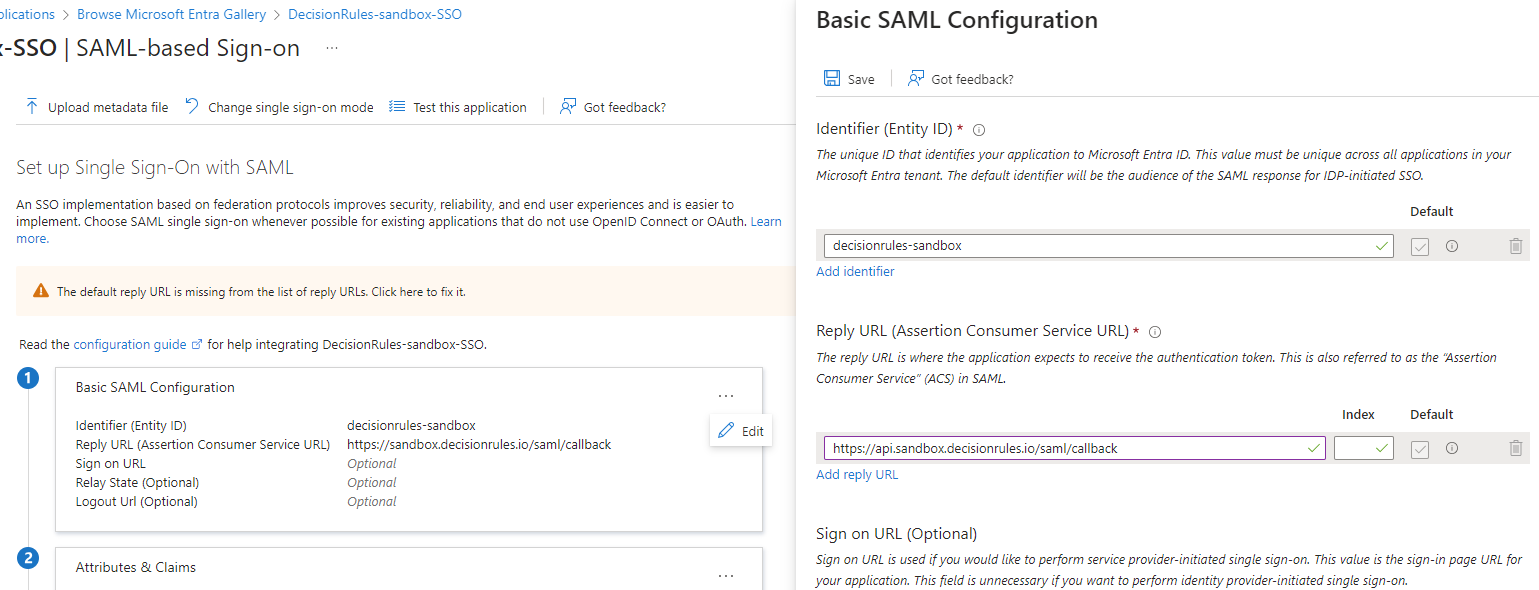 plications > Browse Microsoft Entra Gallery > DecisionRules-sandbox-SSO
-SSO | SAML-based Sign-on ...
Upload metadata file Change single sign-on mode Test this application Got feedback?
Set up Single Sign-On with SAML
An SSO implementation based on federation protocols improves security, reliability, and end user experiences and is easier to
implement. Choose SAML single sign-on whenever possible for existing applications that do not use OpenID Connect or OAuth. Learn
more.
The default reply URL is missing from the list of reply URLs. Click here to fix it.
Read the configuration guide for help integrating DecisionRules-sandbox-SSO.
1
Basic SAML Configuration
...
Identifier (Entity ID) decisionrules-sandbox
Reply URL (Assertion Consumer Service URL) https://sandbox.decisionrules.io/saml/callback
Sign on URL Optional
Relay State (Optional) Optional
Logout Url (Optional) Optional
Edit
2
Attributes & Claims
...
Basic SAML Configuration
Save Got feedback?
Identifier (Entity ID) *
The unique ID that identifies your application to Microsoft Entra ID. This value must be unique across all applications in your
Microsoft Entra tenant. The default identifier will be the audience of the SAML response for IDP-initiated SSO.
Default
decisionrules-sandbox
Add identifier
Reply URL (Assertion Consumer Service URL) *
The reply URL is where the application expects to receive the authentication token. This is also referred to as the “Assertion
Consumer Service” (ACS) in SAML.
Index Default
https://api.sandbox.decisionrules.io/saml/callback
Add reply URL
Sign on URL (Optional)
Sign on URL is used if you would like to perform service provider-initiated single sign-on. This value is the sign-in page URL for
your application. This field is unnecessary if you want to perform identity provider-initiated single sign-on.